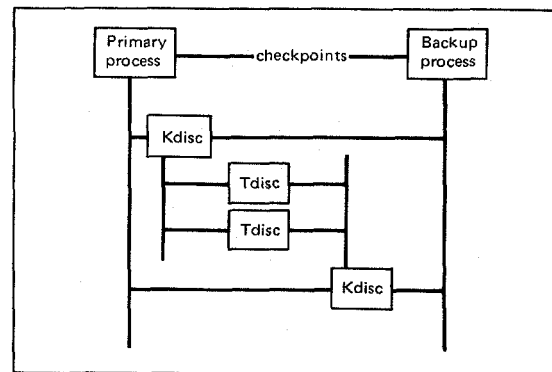 Primary
process
checkpoints
Backup
process
Kdisc
Tdisc
Tdisc
Kdisc